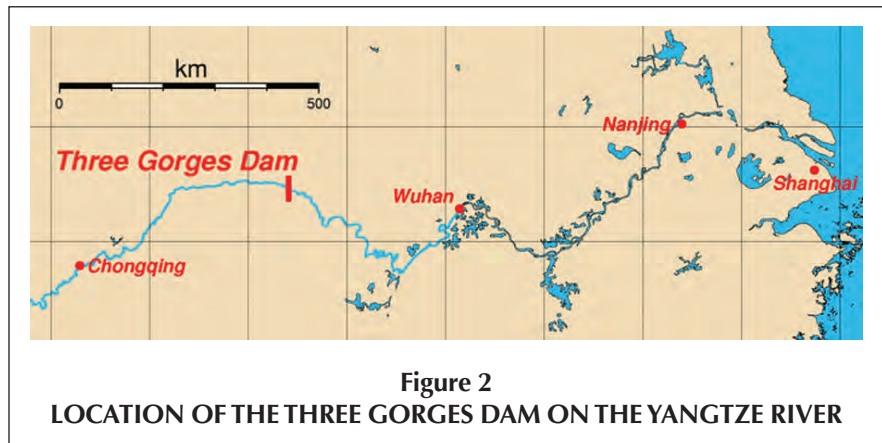 km
0 500
Three Gorges Dam
Nanjing
Shanghai
Wuhan
Chongqing
Figure 2
LOCATION OF THE THREE GORGES DAM ON THE YANGTZE RIVER